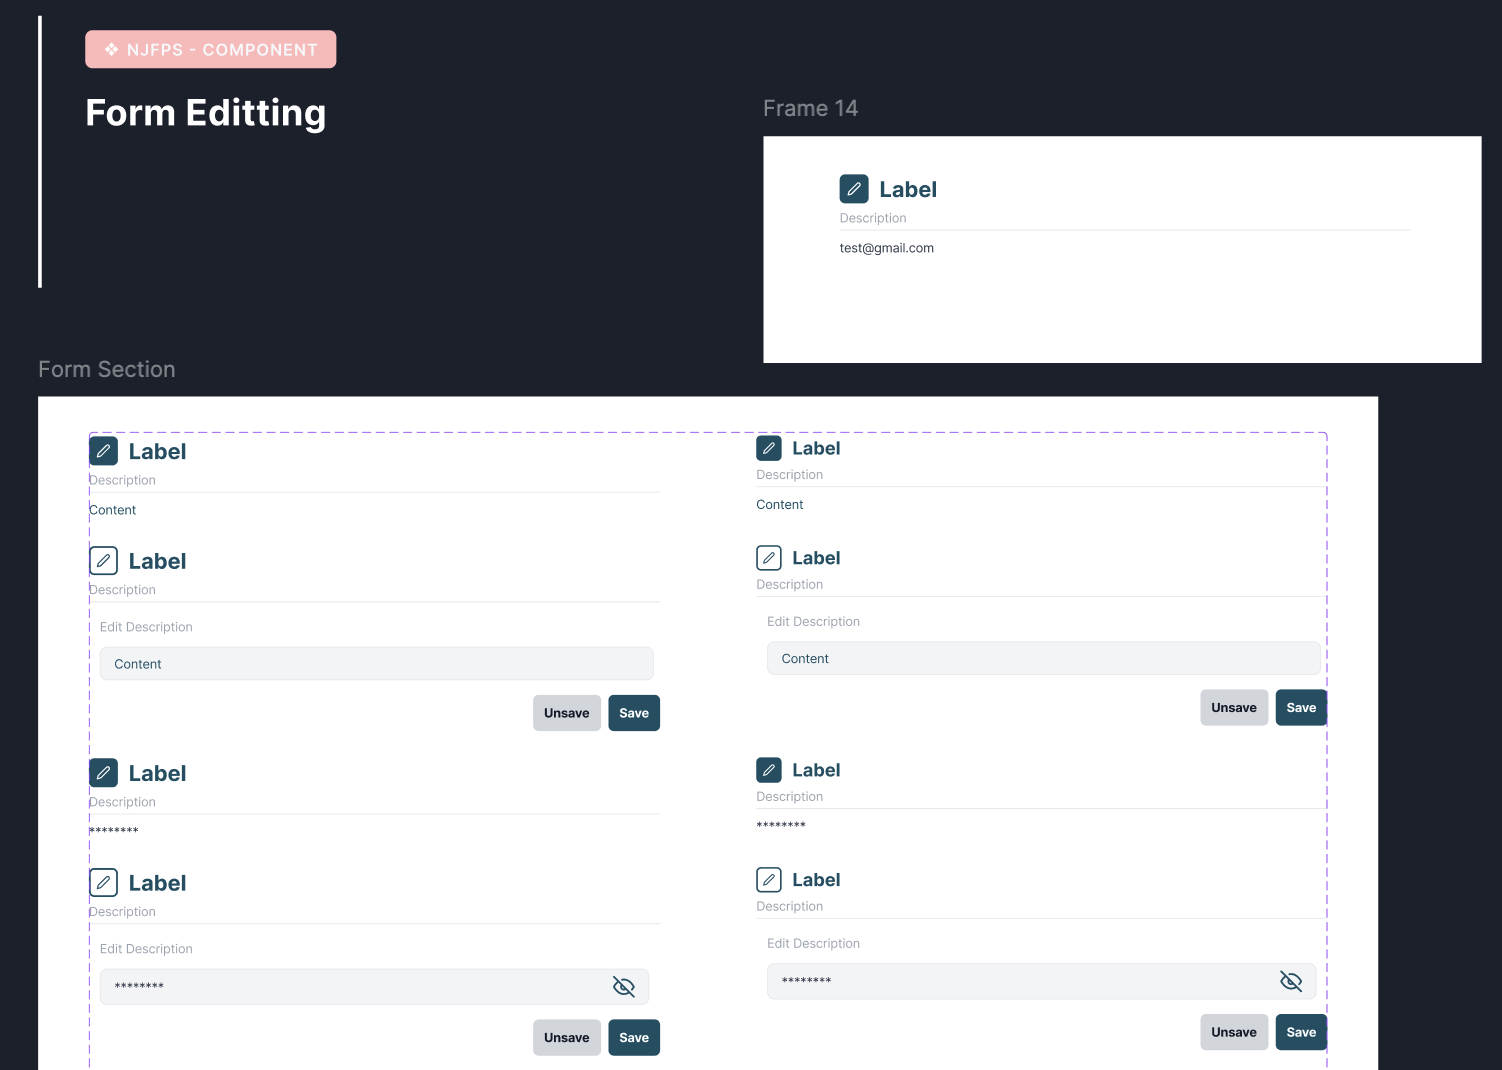 NJFPS - COMPONENT
Form Editting
Frame 14
Label
Description
test@gmail.com
Form Section
Label
Description
Content
Label
Description
Edit Description
Content
Unsave Save
Label
Description
********
Label
Description
Edit Description
********
Unsave Save
Label
Description
Content
Label
Description
Edit Description
Content
Unsave Save
Label
Description
********
Label
Description
Edit Description
********
Unsave Save